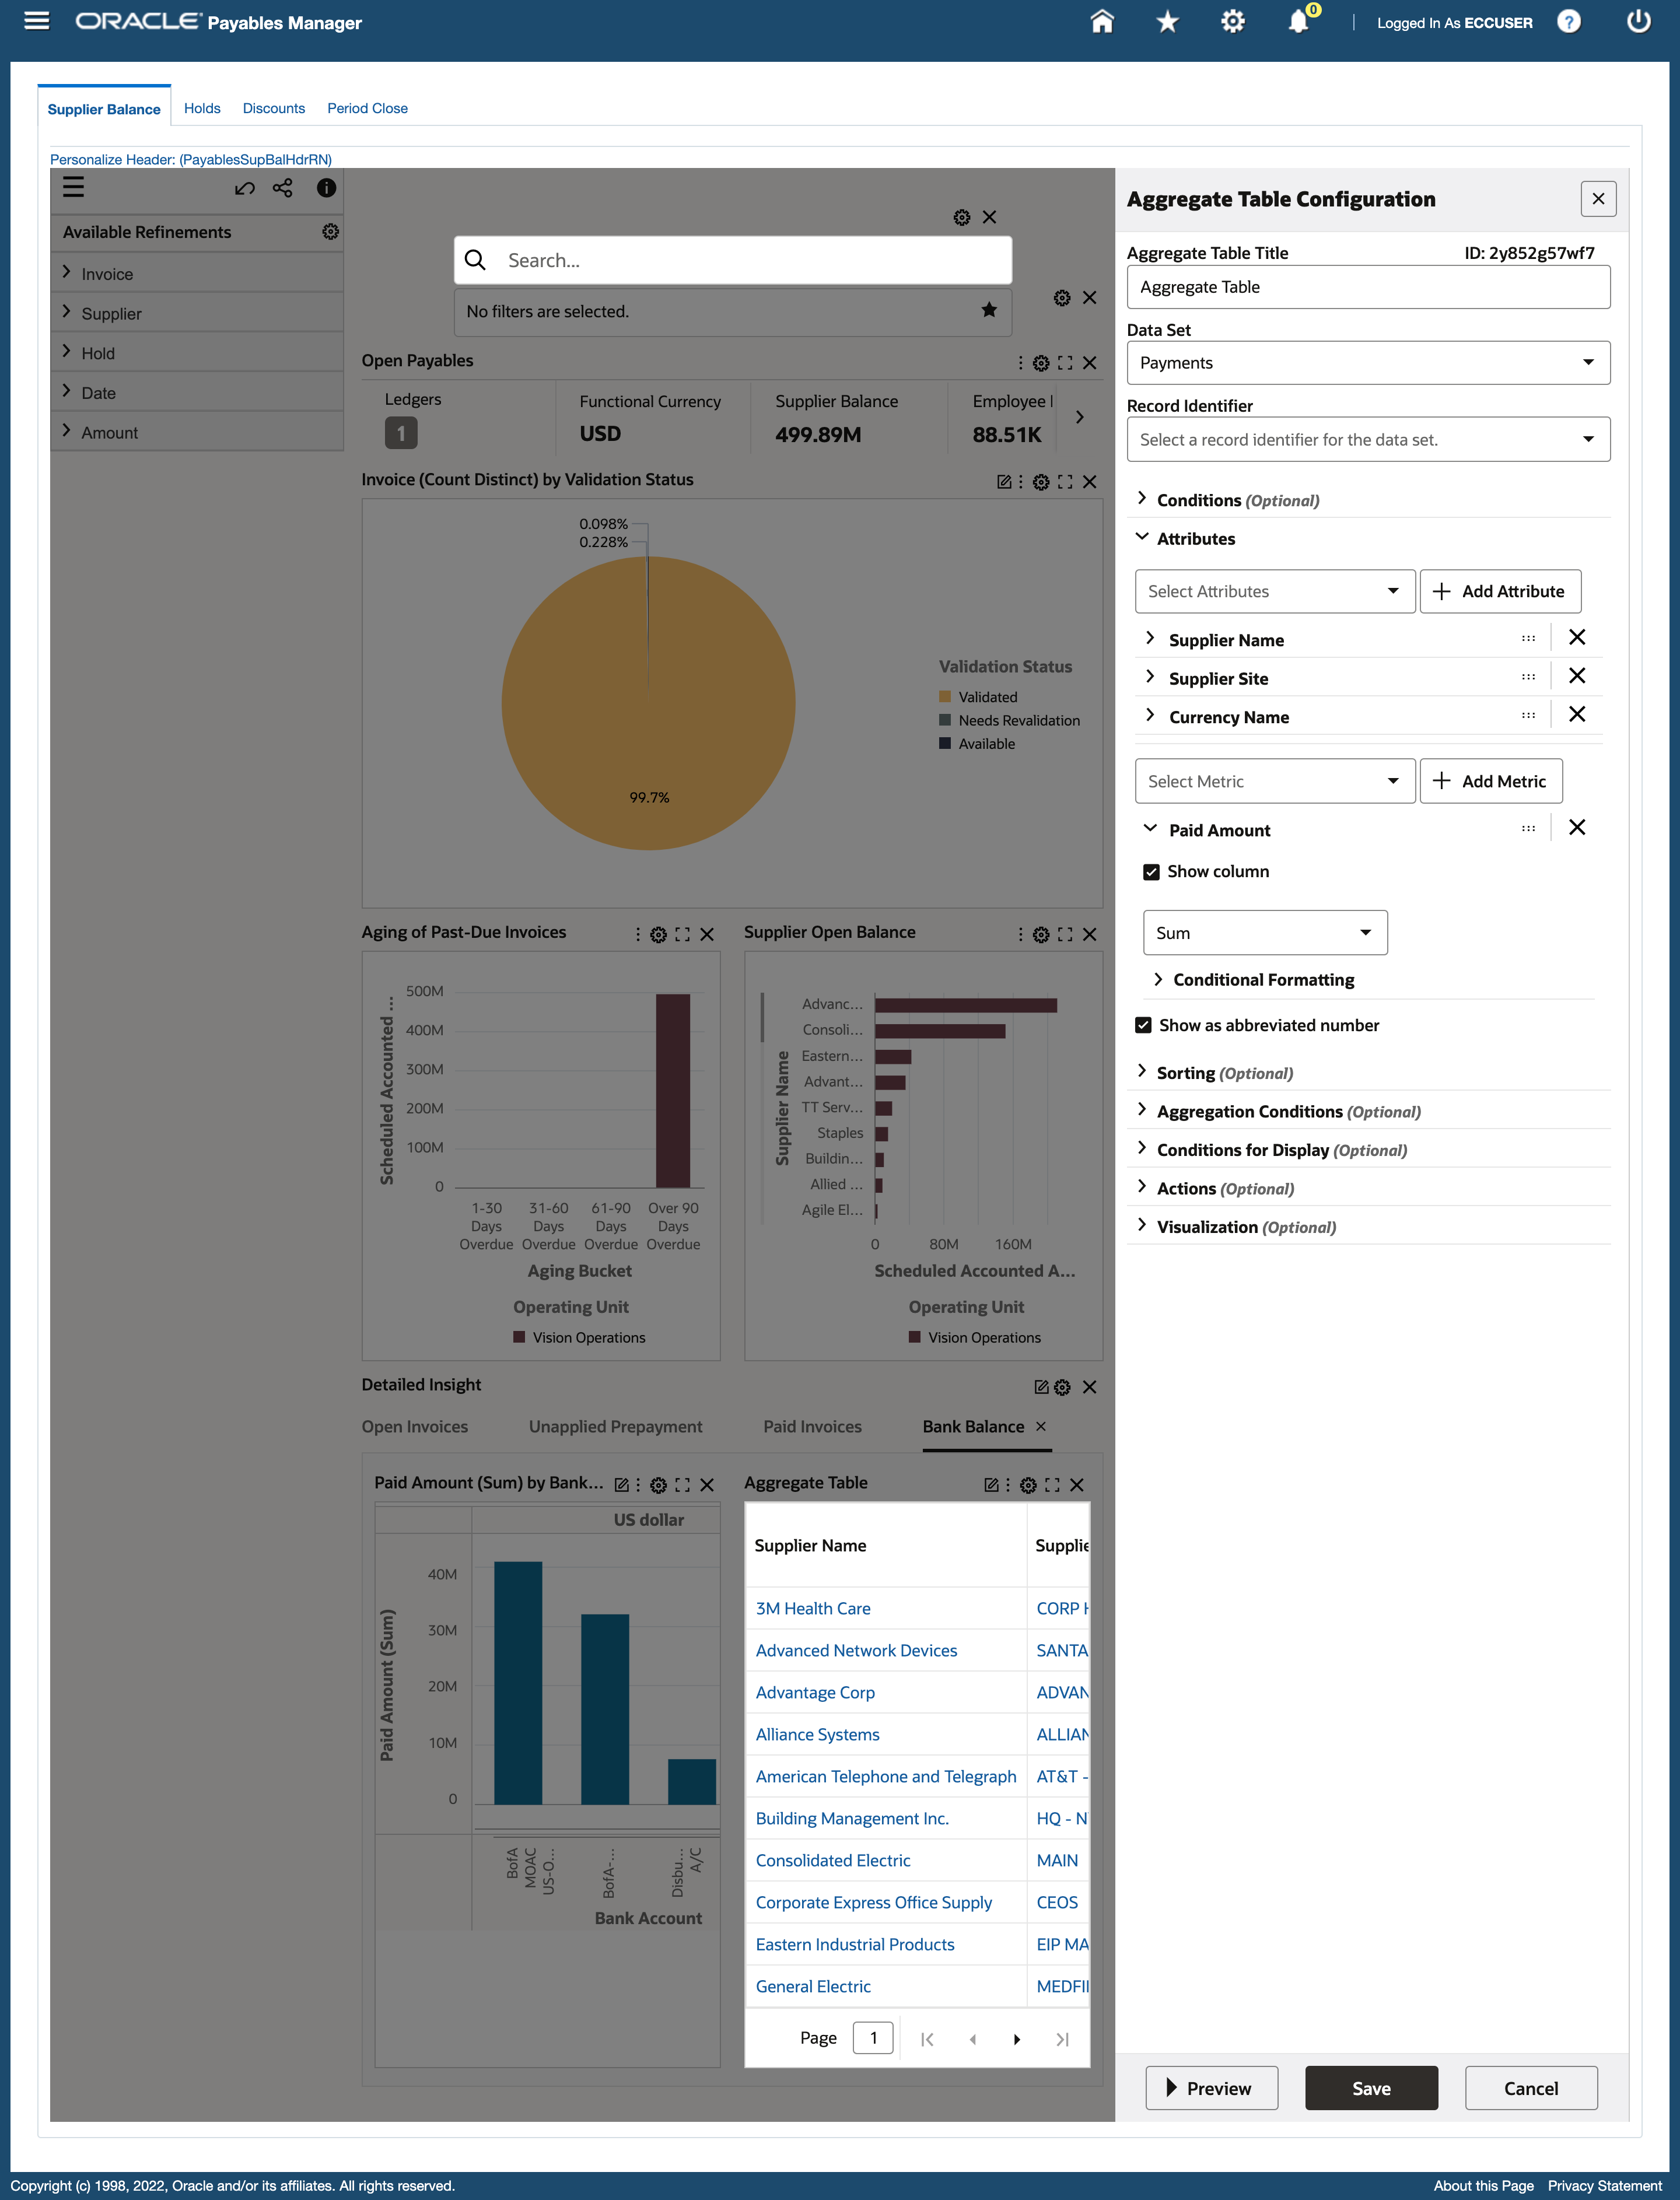 ORACLE Payables Manager
0
Logged In As ECCUSER
?
Supplier Balance
Holds
Discounts
Period Close
Personalize Header: (PayablesSupBalHdrRN)
Available Refinements
Invoice
Supplier
Hold
Date
Amount
Search...
No filters are selected.
Open Payables
Ledgers
1
Functional Currency
USD
Supplier Balance
499.89M
Employee
88.51K
Invoice (Count Distinct) by Validation Status
0.098%
0.228%
99.7%
Validation Status
Validated
Needs Revalidation
Available
Aging of Past-Due Invoices
Scheduled Accounted ...
500M
400M
300M
200M
100M
0
1-30 Days Overdue
31-60 Days Overdue
61-90 Days Overdue
Over 90 Days Overdue
Aging Bucket
Operating Unit
Vision Operations
Supplier Open Balance
Supplier Name
Advanc...
Consoli...
Eastern...
Advant...
TT Serv...
Staples
Buildin...
Allied ...
Agile El...
0
80M
160M
Scheduled Accounted A...
Operating Unit
Vision Operations
Detailed Insight
Open Invoices
Unapplied Prepayment
Paid Invoices
Bank Balance
Paid Amount (Sum) by Bank...
US dollar
Paid Amount (Sum)
40M
30M
20M
10M
0
BofA MOAC US-O...
BofA-...
Disbu... A/C
Bank Account
Aggregate Table
Supplier Name
Supplie
3M Health Care
CORP H
Advanced Network Devices
SANTA
Advantage Corp
ADVAN
Alliance Systems
ALLIAN
American Telephone and Telegraph
AT&T -
Building Management Inc.
HQ - N
Consolidated Electric
MAIN
Corporate Express Office Supply
CEOS
Eastern Industrial Products
EIP MA
General Electric
MEDFI
Page 1
Aggregate Table Configuration
Aggregate Table Title
ID: 2y852g57wf7
Aggregate Table
Data Set
Payments
Record Identifier
Select a record identifier for the data set.
Conditions (Optional)
Attributes
Select Attributes
Add Attribute
Supplier Name
Supplier Site
Currency Name
Select Metric
Add Metric
Paid Amount
Show column
Sum
Conditional Formatting
Show as abbreviated number
Sorting (Optional)
Aggregation Conditions (Optional)
Conditions for Display (Optional)
Actions (Optional)
Visualization (Optional)
Preview
Save
Cancel
Copyright (c) 1998, 2022, Oracle and/or its affiliates. All rights reserved.
About this Page
Privacy Statement